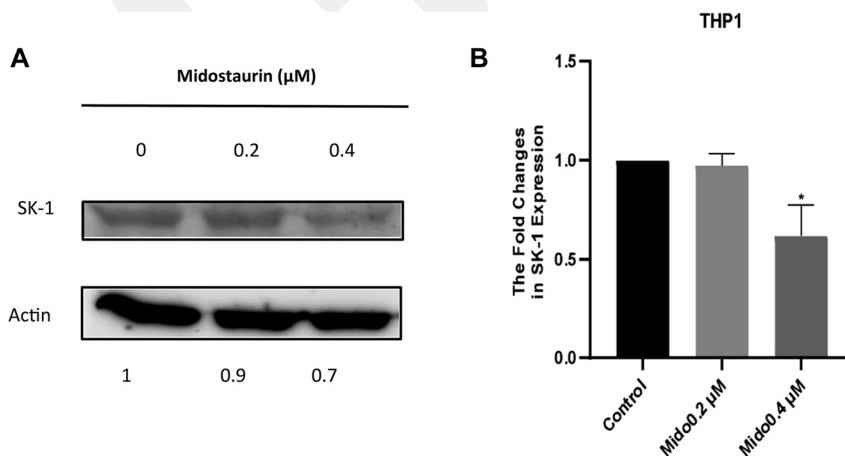 A
Midostaurin (µM)
0 0.2 0.4
SK-1
Actin
1 0.9 0.7
B
THP1
The Fold Changes
in SK-1 Expression
1.5
1.0
0.5
0.0
*
Control
Mido0.2 µM
Mido0.4 µM